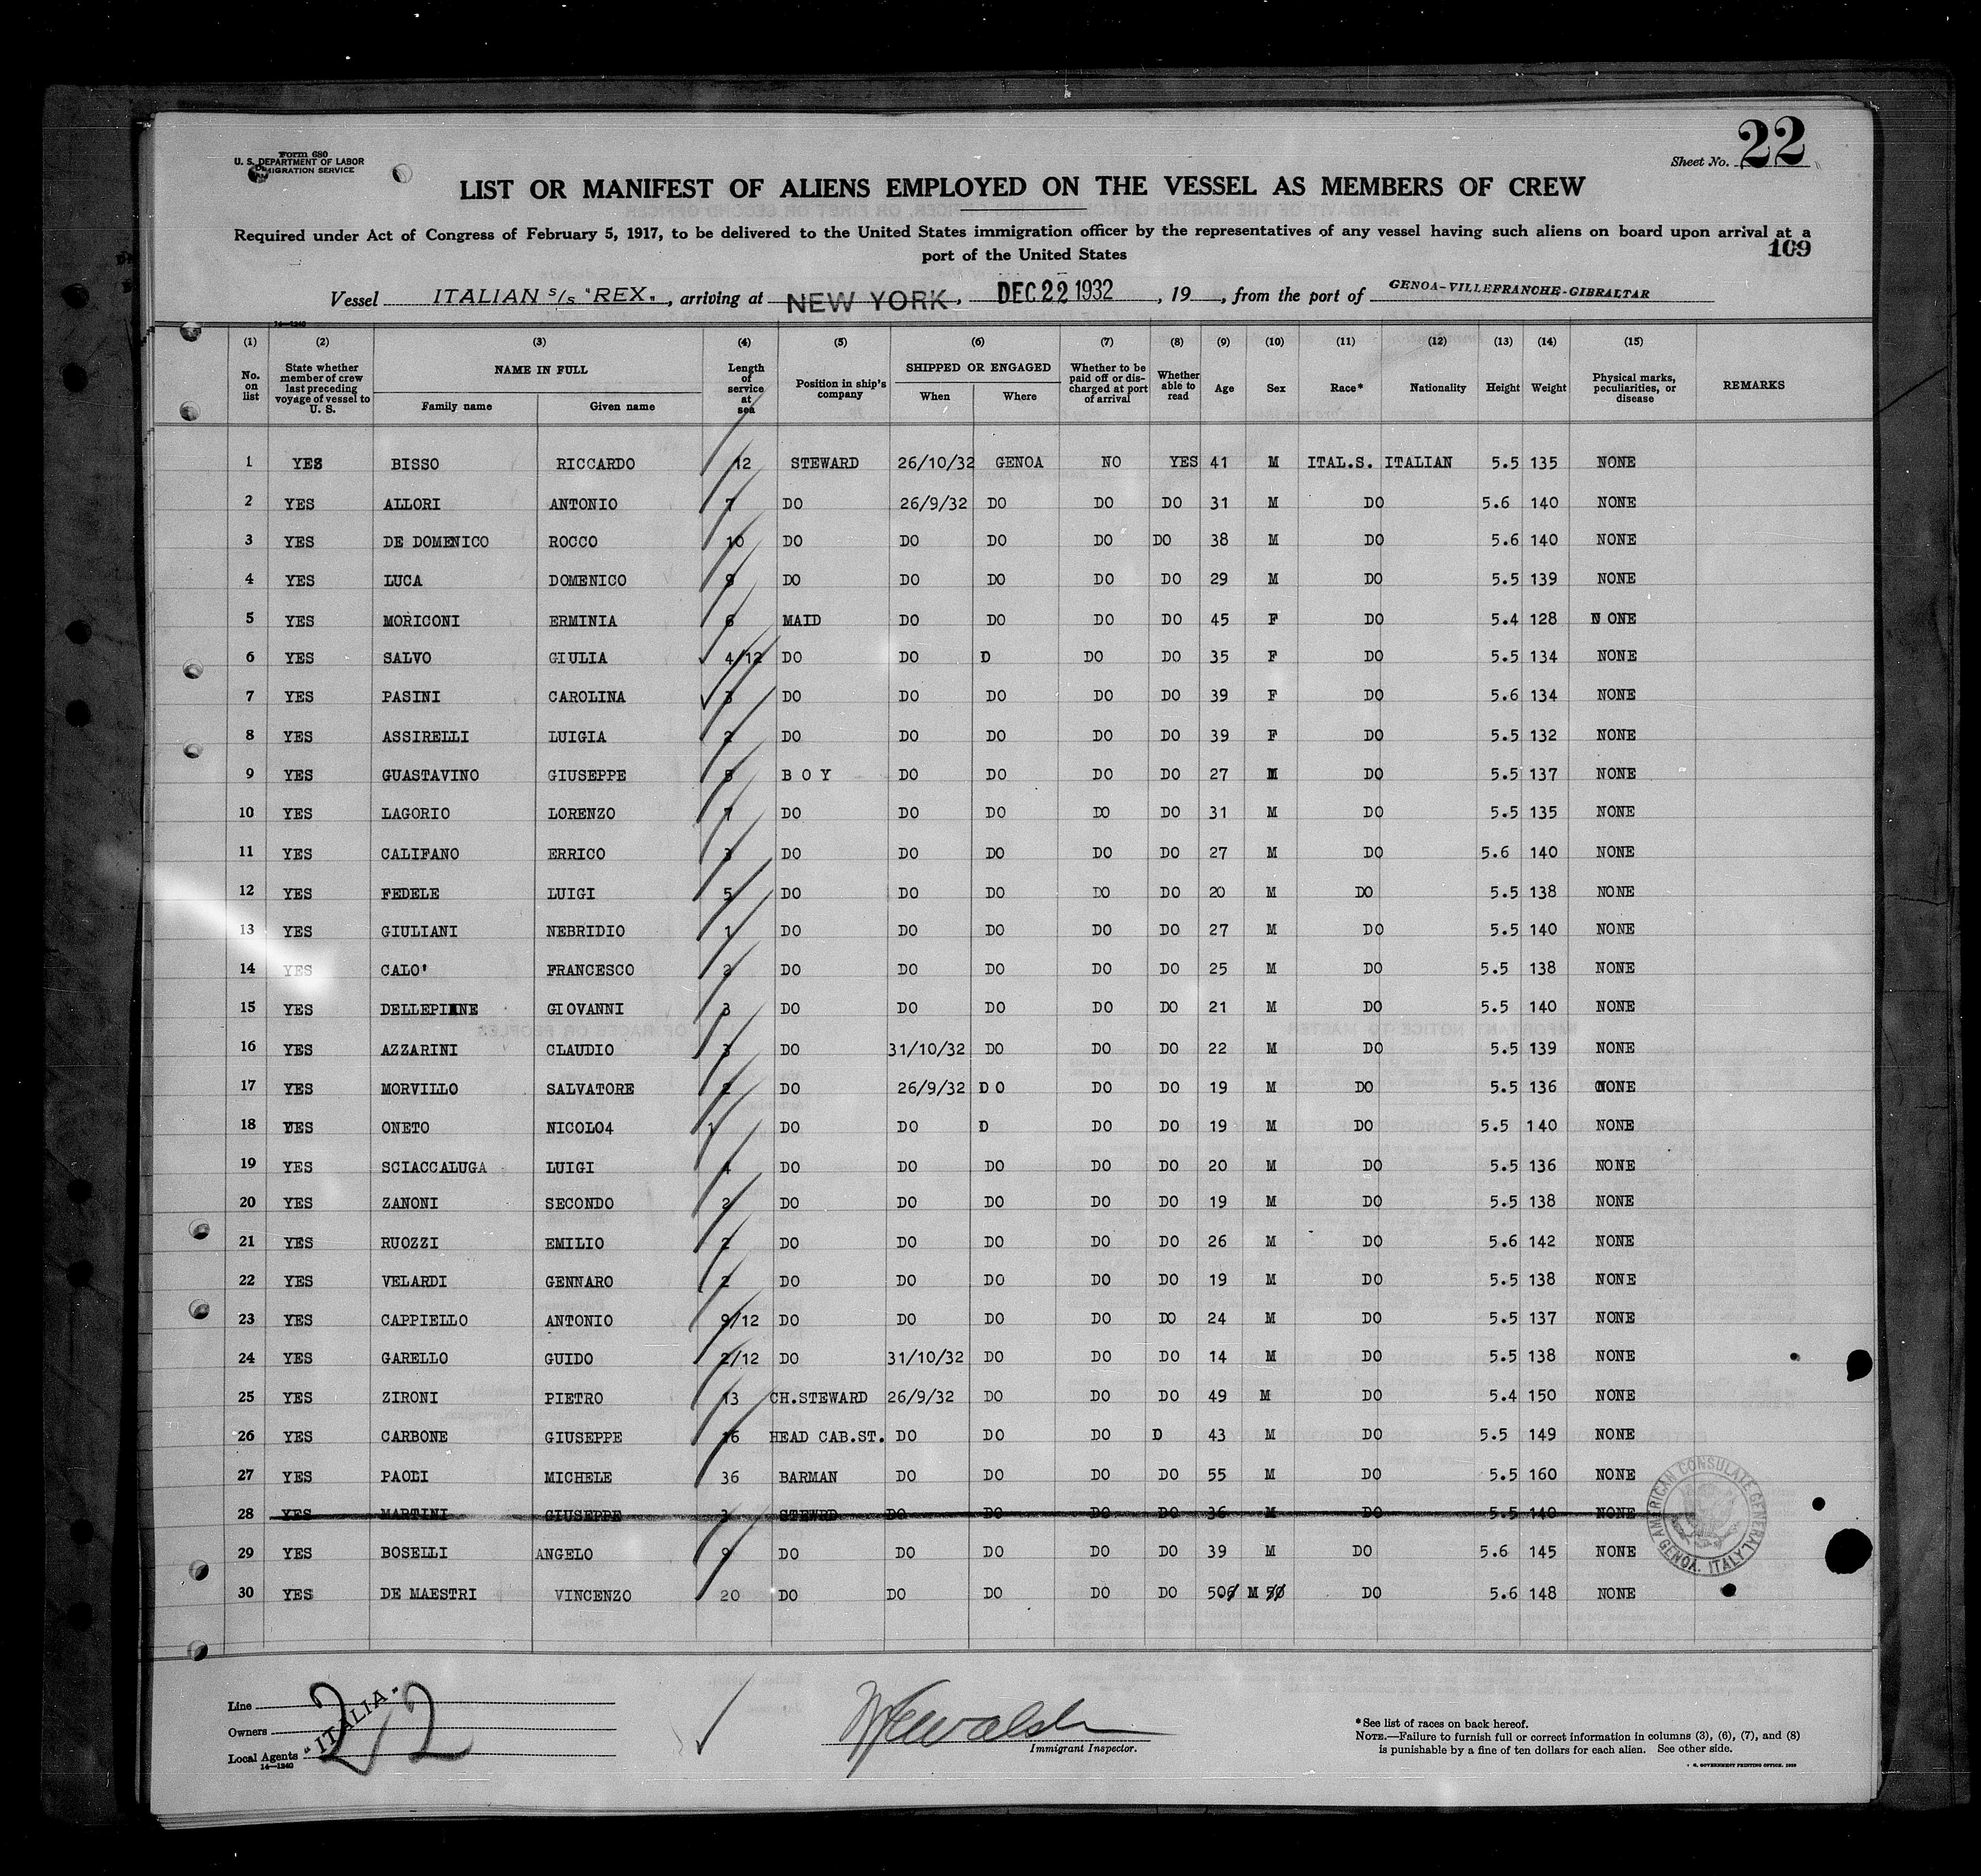 Form 680
U. S. DEPARTMENT OF LABOR
IMMIGRATION SERVICE
Sheet No. 22
LIST OR MANIFEST OF ALIENS EMPLOYED ON THE VESSEL AS MEMBERS OF CREW
Required under Act of Congress of February 5, 1917, to be delivered to the United States immigration officer by the representatives of any vessel having such aliens on board upon arrival at a
port of the United States
109
Vessel ITALIAN S/S "REX", arriving at NEW YORK, DEC 22 1932, 19, from the port of GENOA-VILLEFRANCHE-GIBRALTAR
14—1240
(1) (2) (3) (4) (5) (6) (7) (8) (9) (10) (11) (12) (13) (14) (15)
No. on list State whether member of crew last preceding voyage of vessel to U. S. NAME IN FULL Family name Given name Length of service at sea Position in ship's company SHIPPED OR ENGAGED When Where Whether to be paid off or discharged at port of arrival Whether able to read Age Sex Race* Nationality Height Weight Physical marks, peculiarities, or disease REMARKS
1 YES BISSO RICCARDO 12 STEWARD 26/10/32 GENOA NO YES 41 M ITAL.S. ITALIAN 5.5 135 NONE
2 YES ALLORI ANTONIO 7 DO 26/9/32 DO DO DO 31 M DO 5.6 140 NONE
3 YES DE DOMENICO ROCCO 10 DO DO DO DO DO 38 M DO 5.6 140 NONE
4 YES LUCA DOMENICO 9 DO DO DO DO DO 29 M DO 5.5 139 NONE
5 YES MORICONI ERMINIA 6 MAID DO DO DO DO 45 F DO 5.4 128 N ONE
6 YES SALVO GIULIA 4/12 DO DO D DO DO 35 F DO 5.5 134 NONE
7 YES PASINI CAROLINA 3 DO DO DO DO DO 39 F DO 5.6 134 NONE
8 YES ASSIRELLI LUIGIA 2 DO DO DO DO DO 39 F DO 5.5 132 NONE
9 YES GUASTAVINO GIUSEPPE 5 B O Y DO DO DO DO 27 M DO 5.5 137 NONE
10 YES LAGORIO LORENZO 7 DO DO DO DO DO 31 M DO 5.5 135 NONE
11 YES CALIFANO ERRICO 3 DO DO DO DO DO 27 M DO 5.6 140 NONE
12 YES FEDELE LUIGI 5 DO DO DO DO DO 20 M DO 5.5 138 NONE
13 YES GIULIANI NEBRIDIO 1 DO DO DO DO DO 27 M DO 5.5 140 NONE
14 YES CALO' FRANCESCO 2 DO DO DO DO DO 25 M DO 5.5 138 NONE
15 YES DELLEPIANE GIOVANNI 3 DO DO DO DO DO 21 M DO 5.5 140 NONE
16 YES AZZARINI CLAUDIO 3 DO 31/10/32 DO DO DO 22 M DO 5.5 139 NONE
17 YES MORVILLO SALVATORE 2 DO 26/9/32 D O DO DO 19 M DO 5.5 136 NONE
18 YES ONETO NICOLO4 1 DO DO D DO DO 19 M DO 5.5 140 NONE
19 YES SCIACCALUGA LUIGI 4 DO DO DO DO DO 20 M DO 5.5 136 NONE
20 YES ZANONI SECONDO 2 DO DO DO DO DO 19 M DO 5.5 138 NONE
21 YES RUOZZI EMILIO 2 DO DO DO DO DO 26 M DO 5.6 142 NONE
22 YES VELARDI GENNARO 2 DO DO DO DO DO 19 M DO 5.5 138 NONE
23 YES CAPPIELLO ANTONIO 9/12 DO DO DO DO DO 24 M DO 5.5 137 NONE
24 YES GARELLO GUIDO 2/12 DO 31/10/32 DO DO DO 14 M DO 5.5 138 NONE
25 YES ZIRONI PIETRO 13 CH.STEWARD 26/9/32 DO DO DO 49 M DO 5.4 150 NONE
26 YES CARBONE GIUSEPPE 16 HEAD CAB.ST. DO DO DO D 43 M DO 5.5 149 NONE
27 YES PAOLI MICHELE 36 BARMAN DO DO DO DO 55 M DO 5.5 160 NONE
28 YES MARTINI GIUSEPPE 3 STEWRD DO DO DO DO 36 M DO 5.5 140 NONE
29 YES BOSELLI ANGELO 9 DO DO DO DO DO 39 M DO 5.6 145 NONE
30 YES DE MAESTRI VINCENZO 20 DO DO DO DO DO 50 M DO 5.6 148 NONE
AMERICAN CONSULATE GENERAL GENOA, ITALY
Line
Owners
Local Agents
"ITALIA"
22
14—1240
Immigrant Inspector.
*See list of races on back hereof.
NOTE.—Failure to furnish full or correct information in columns (3), (6), (7), and (8)
is punishable by a fine of ten dollars for each alien. See other side.
GOVERNMENT PRINTING OFFICE